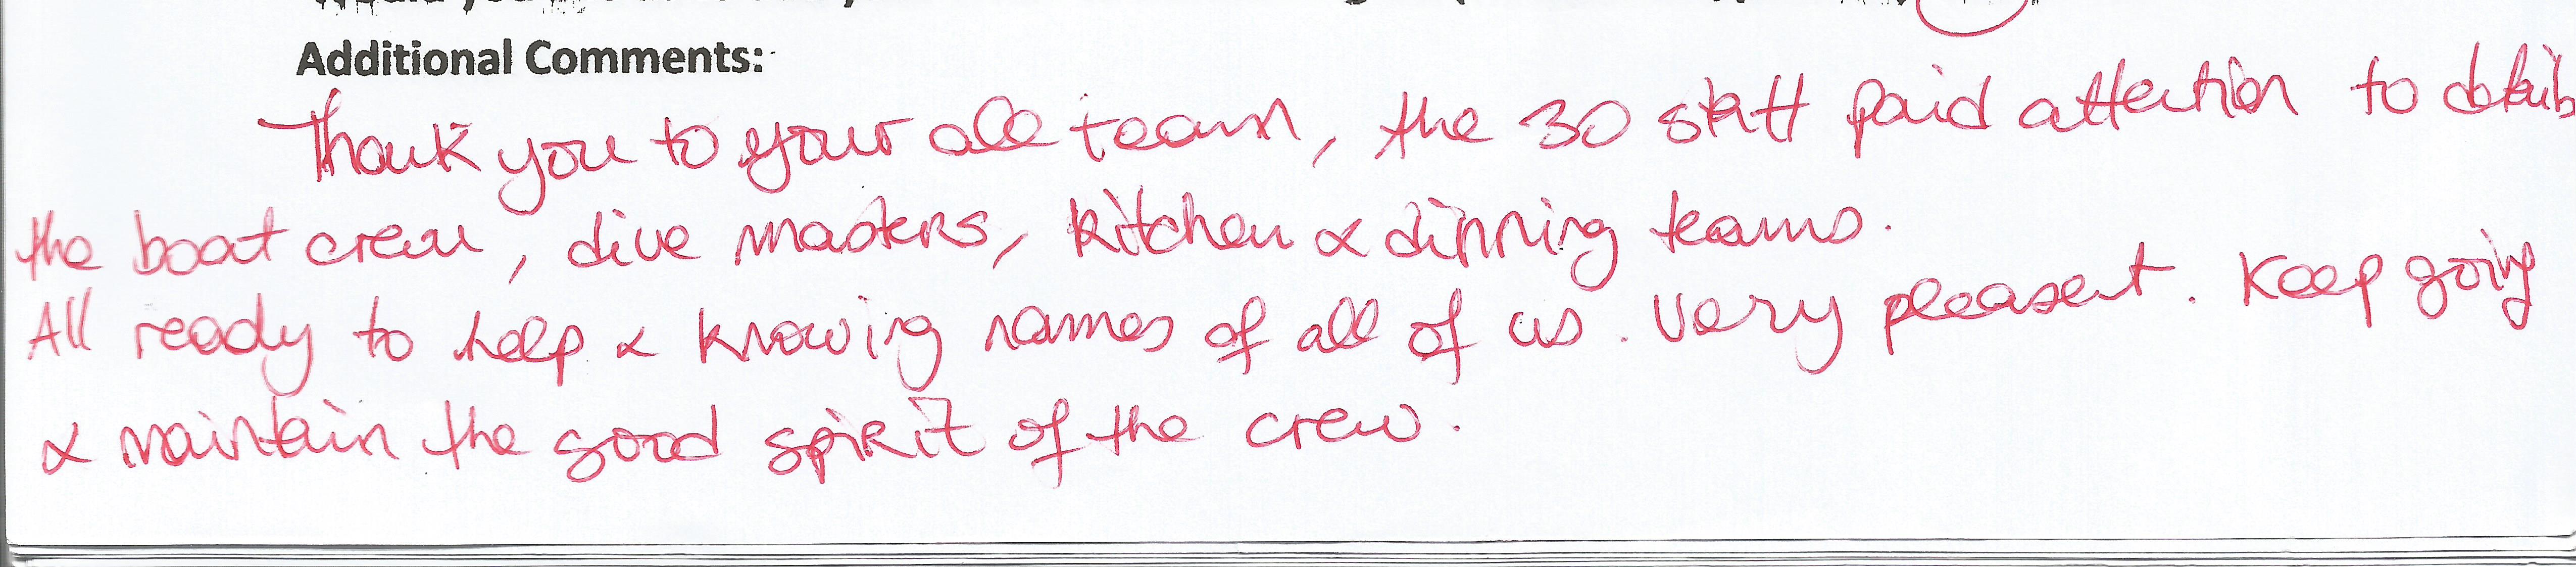 Additional Comments:
Thank you to your all team, the 30 staff paid attention to details
the boat crew, dive masters, kitchen & dinning teams.
All ready to help & knowing names of all of us. Very pleasent. Keep going
& maintain the good spirit of the crew.